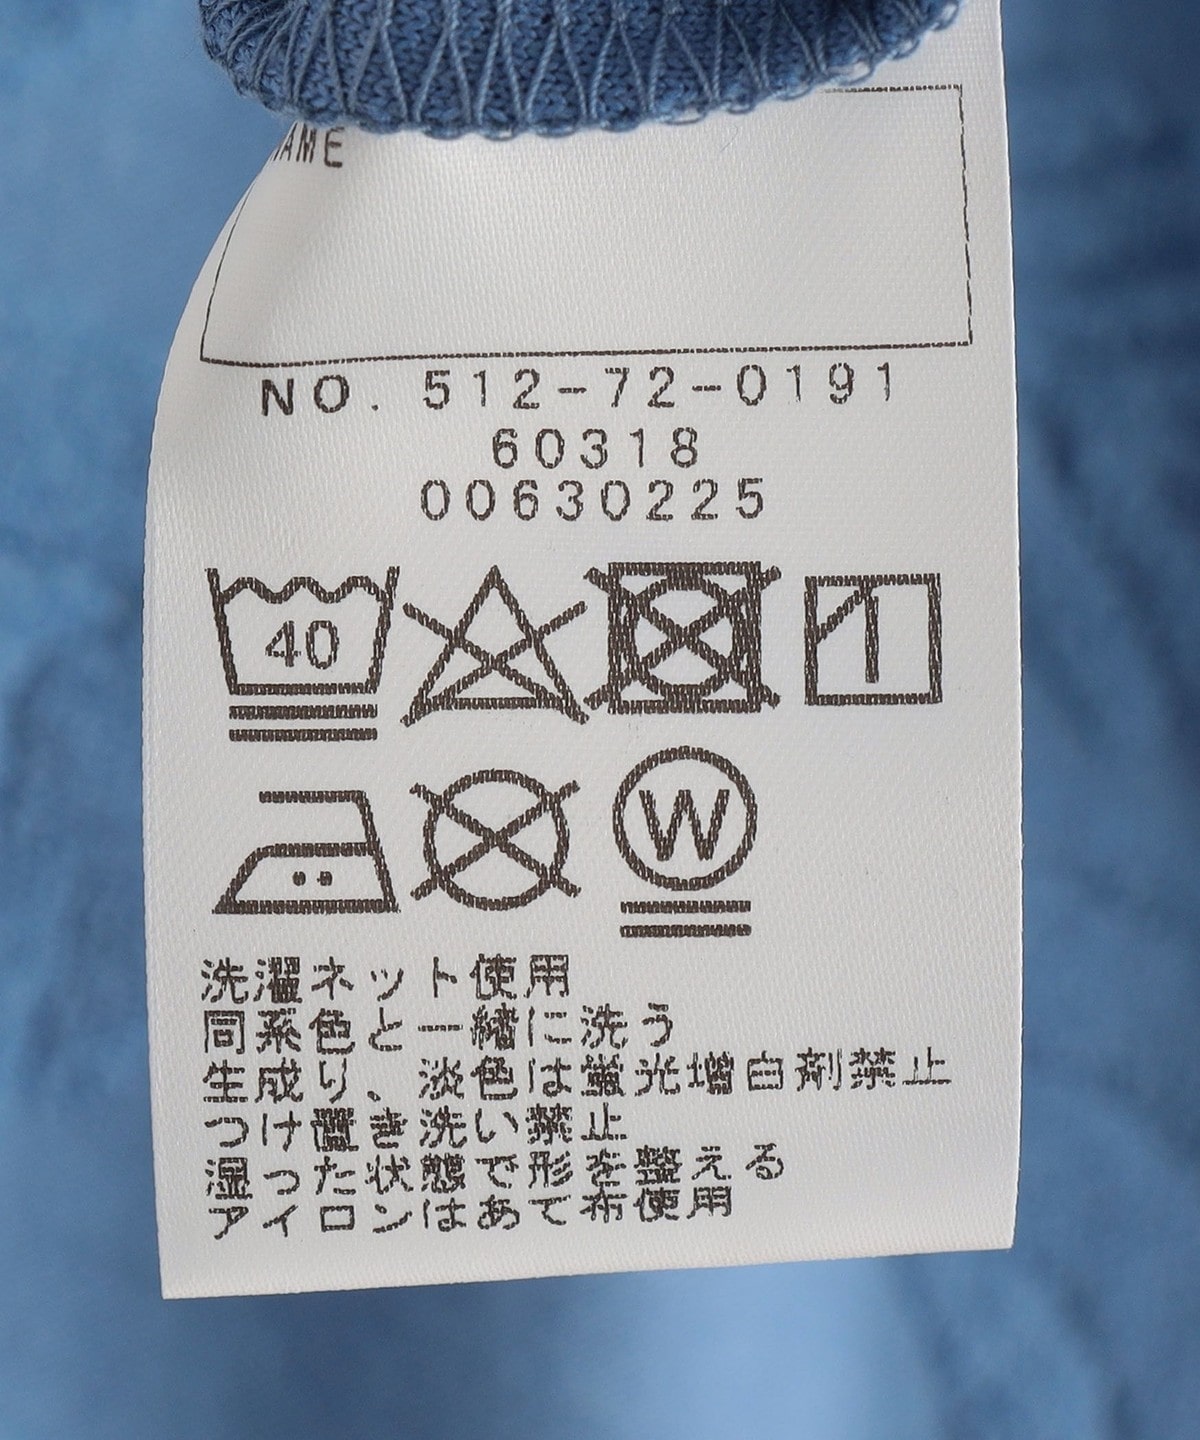 NAME
NO. 512-72-0191
60318
00630225
40
W
洗濯ネット使用
同系色と一緒に洗う
生成り、淡色は蛍光増白剤禁止
つけ置き洗い禁止
湿った状態で形を整える
アイロンはあて布使用